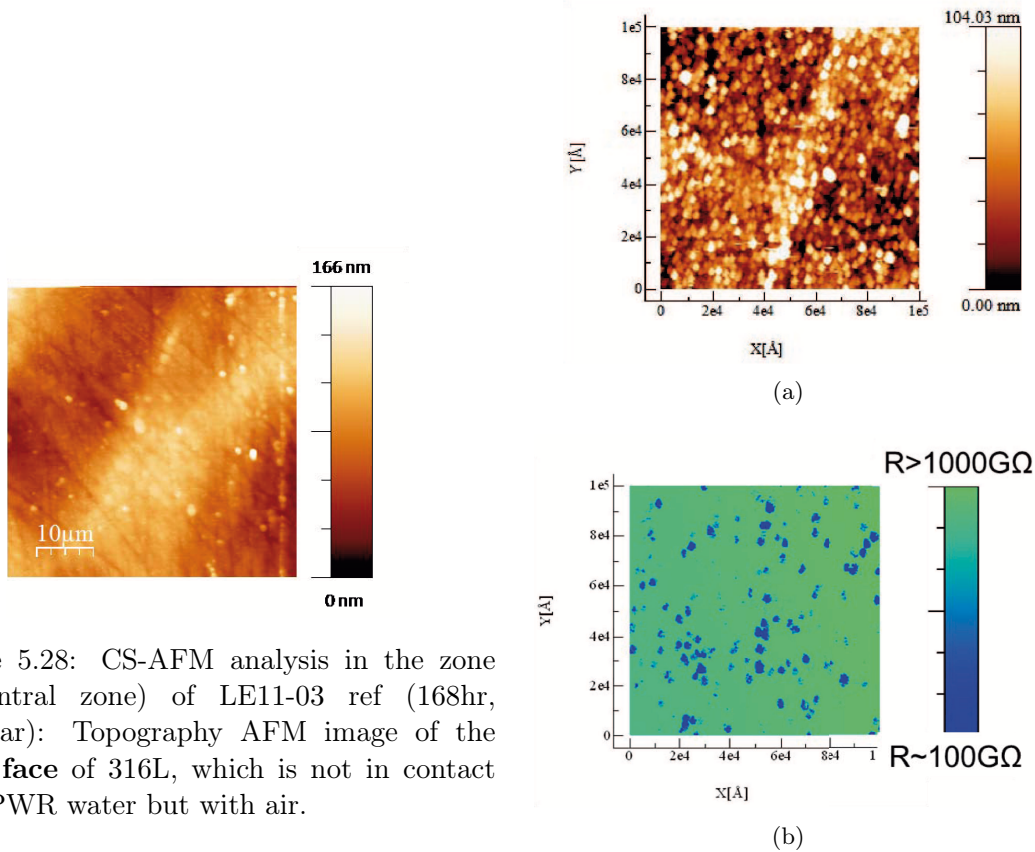 166 nm
10µm
0 nm
5.28: CS-AFM analysis in the zone
zone) of LE11-03 ref (168hr,
Topography AFM image of the
face of 316L, which is not in contact
PWR water but with air.
104.03 nm
1e5
8e4
6e4
Y[Å]
4e4
2e4
0
0 2e4 4e4 6e4 8e4 1e5
0.00 nm
X[Å]
(a)
R>1000GΩ
1e5
8e4
6e4
Y[Å]
4e4
2e4
0
0 2e4 4e4 6e4 8e4 1
R~100GΩ
X[Å]
(b)